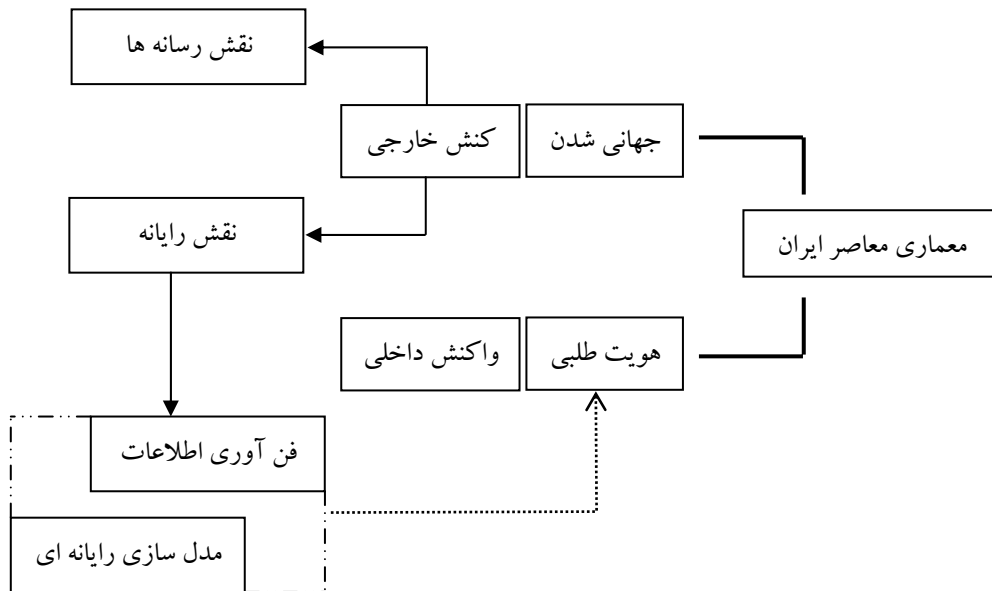 نقش رسانه ها
جهانی شدن
کنش خارجی
نقش رایانه
معماری معاصر ایران
هویت طلبی
واکنش داخلی
فن آوری اطلاعات
مدل سازی رایانه ای